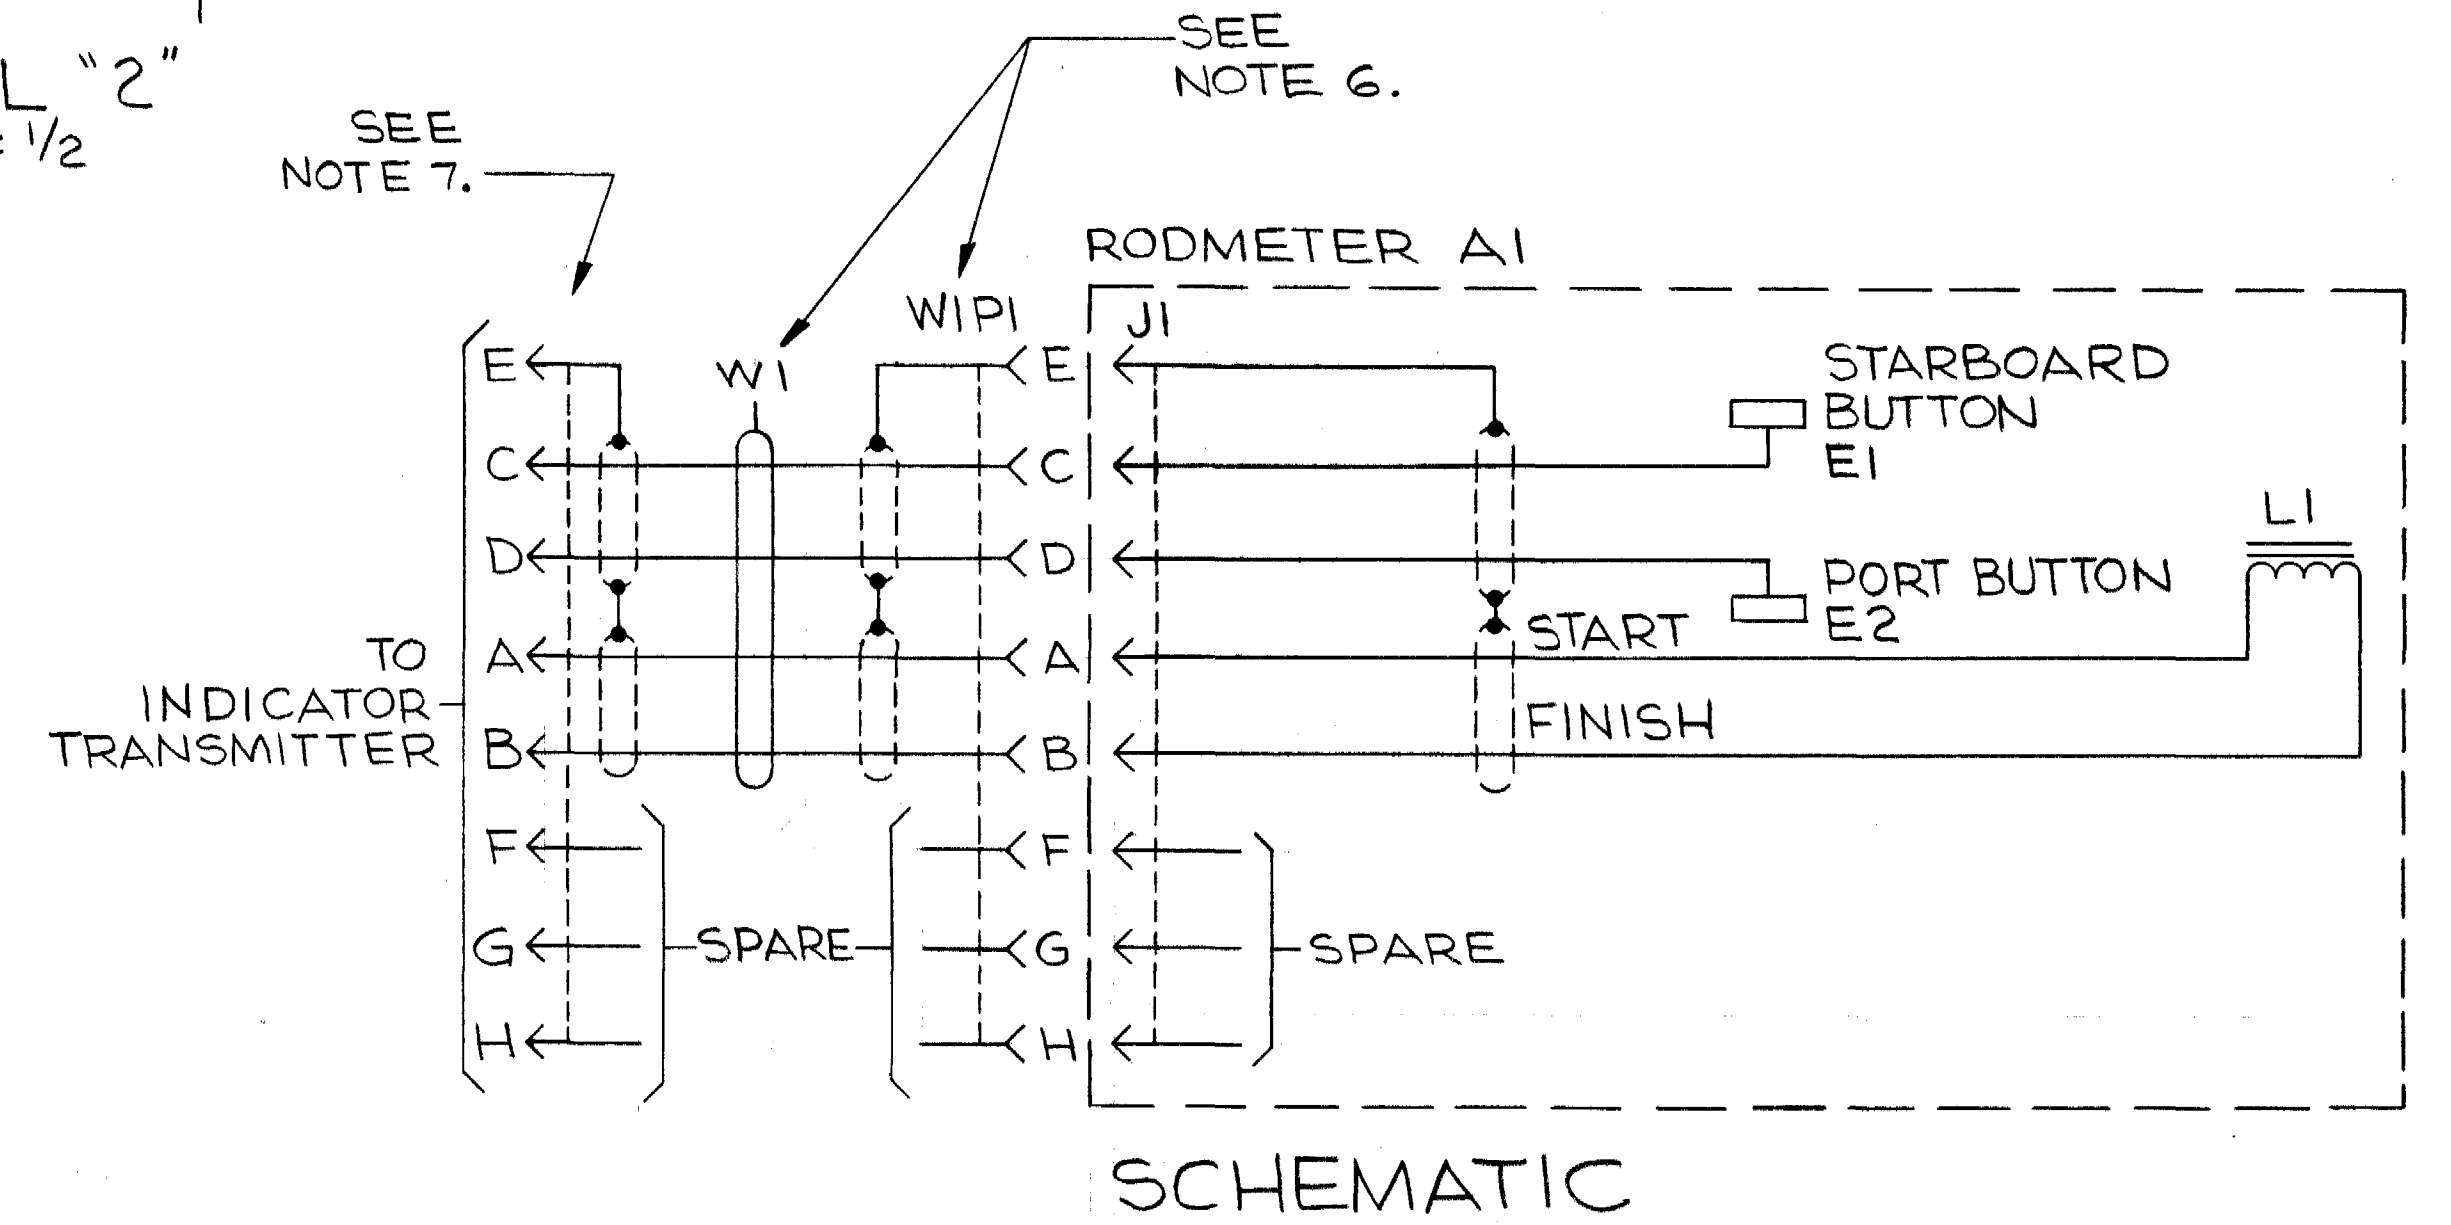 L "2"
= 1/2
SEE
NOTE 7.
SEE
NOTE 6.
RODMETER A1
W1
W1P1
J1
TO
INDICATOR
TRANSMITTER
E
C
D
A
B
F
G
H
SPARE
E
C
D
A
B
F
G
H
SPARE
START
FINISH
STARBOARD
BUTTON
E1
PORT BUTTON
E2
L1
SCHEMATIC